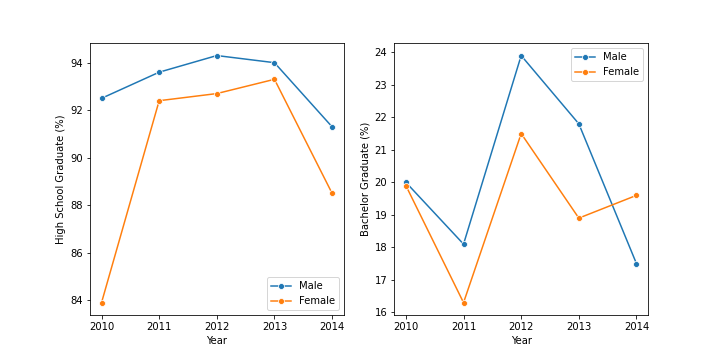 High School Graduate (%)
94
92
90
88
86
84
2010 2011 2012 2013 2014
Year
Male
Female
Bachelor Graduate (%)
24
23
22
21
20
19
18
17
16
2010 2011 2012 2013 2014
Year
Male
Female